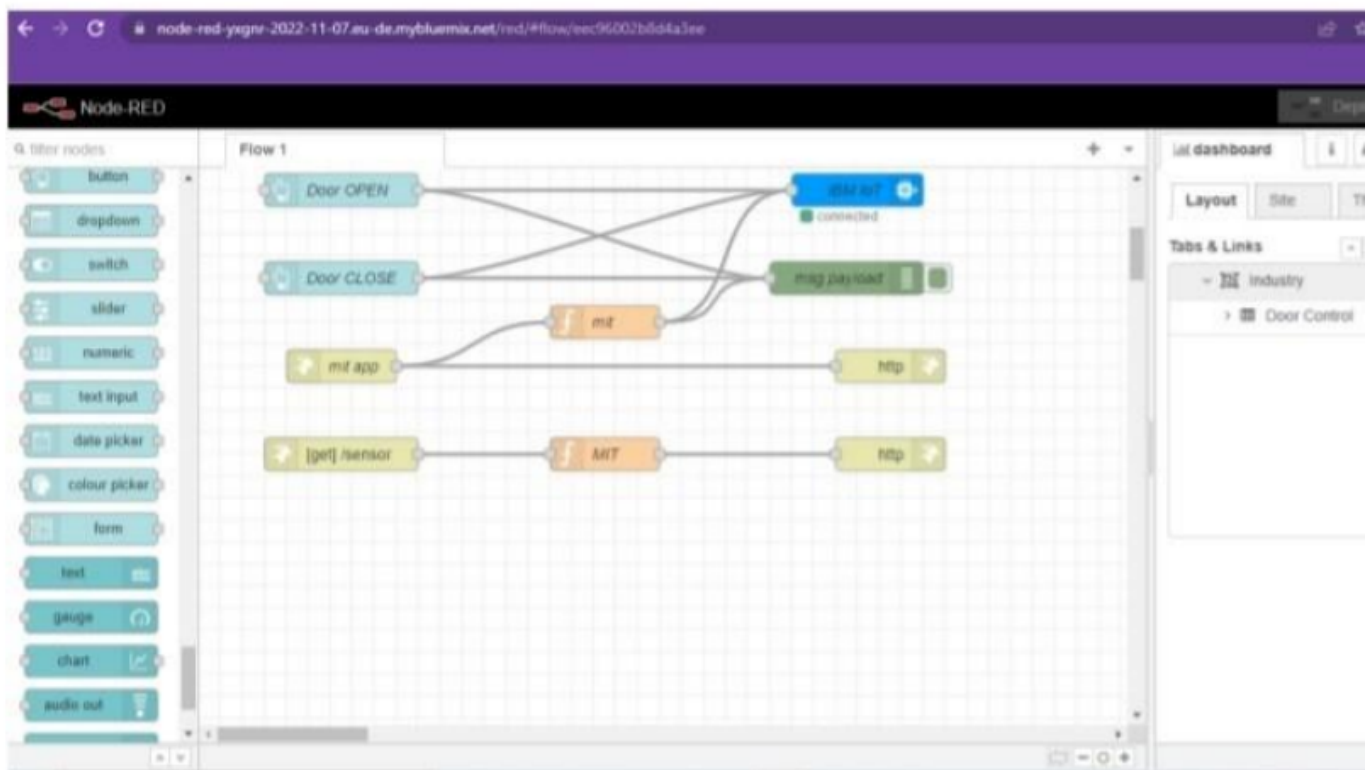 node-red-yxgnr-2022-11-07.eu-de.mybluemix.net/red/#flow/eec96002b8d4a3ee
Node-RED
filter nodes
button
dropdown
switch
slider
numeric
text input
date picker
colour picker
form
text
gauge
chart
audio out
Flow 1
Door OPEN
IBM IoT
connected
Door CLOSE
msg.payload
mit
mit app
http
[get] /sensor
MIT
http
dashboard
i
Layout
Site
Tabs & Links
Industry
Door Control